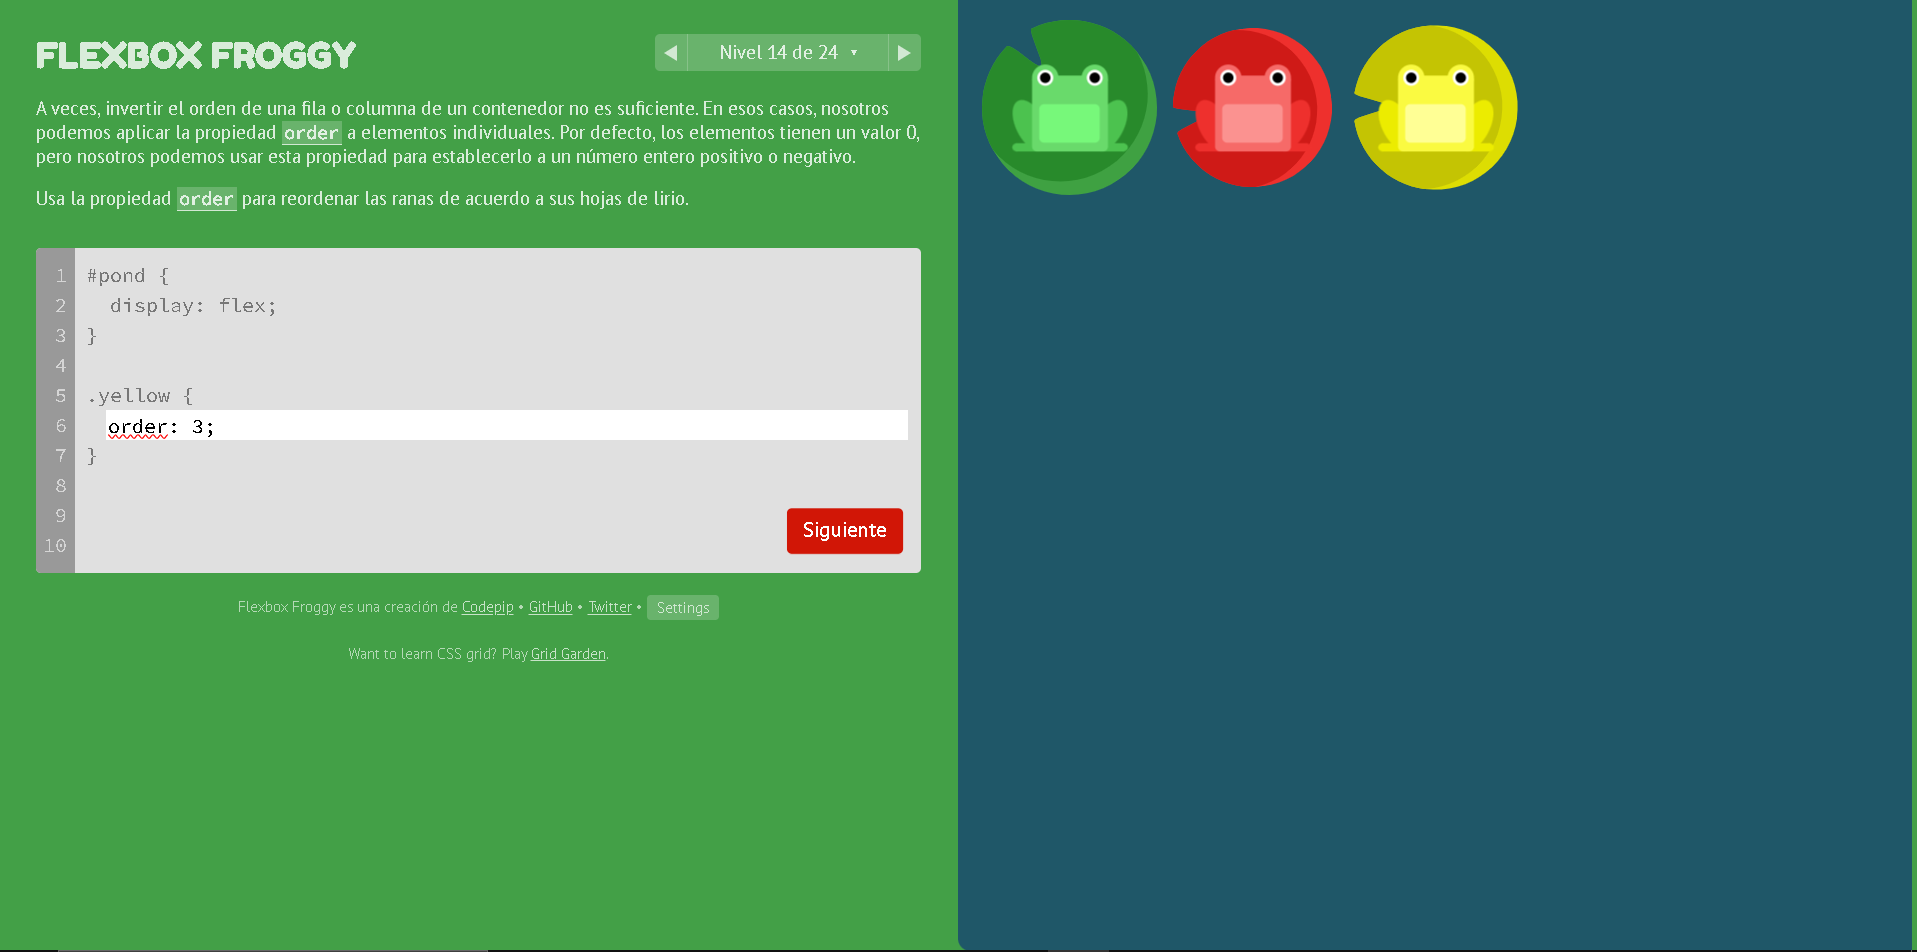 FLEXBOX FROGGY
Nivel 14 de 24
A veces, invertir el orden de una fila o columna de un contenedor no es suficiente. En esos casos, nosotros
podemos aplicar la propiedad order a elementos individuales. Por defecto, los elementos tienen un valor 0,
pero nosotros podemos usar esta propiedad para establecerlo a un número entero positivo o negativo.
Usa la propiedad order para reordenar las ranas de acuerdo a sus hojas de lirio.
1 #pond {
2 display: flex;
3 }
4
5 .yellow {
6 order: 3;
7 }
8
9
10
Siguiente
Flexbox Froggy es una creación de Codepip • GitHub • Twitter • Settings
Want to learn CSS grid? Play Grid Garden.